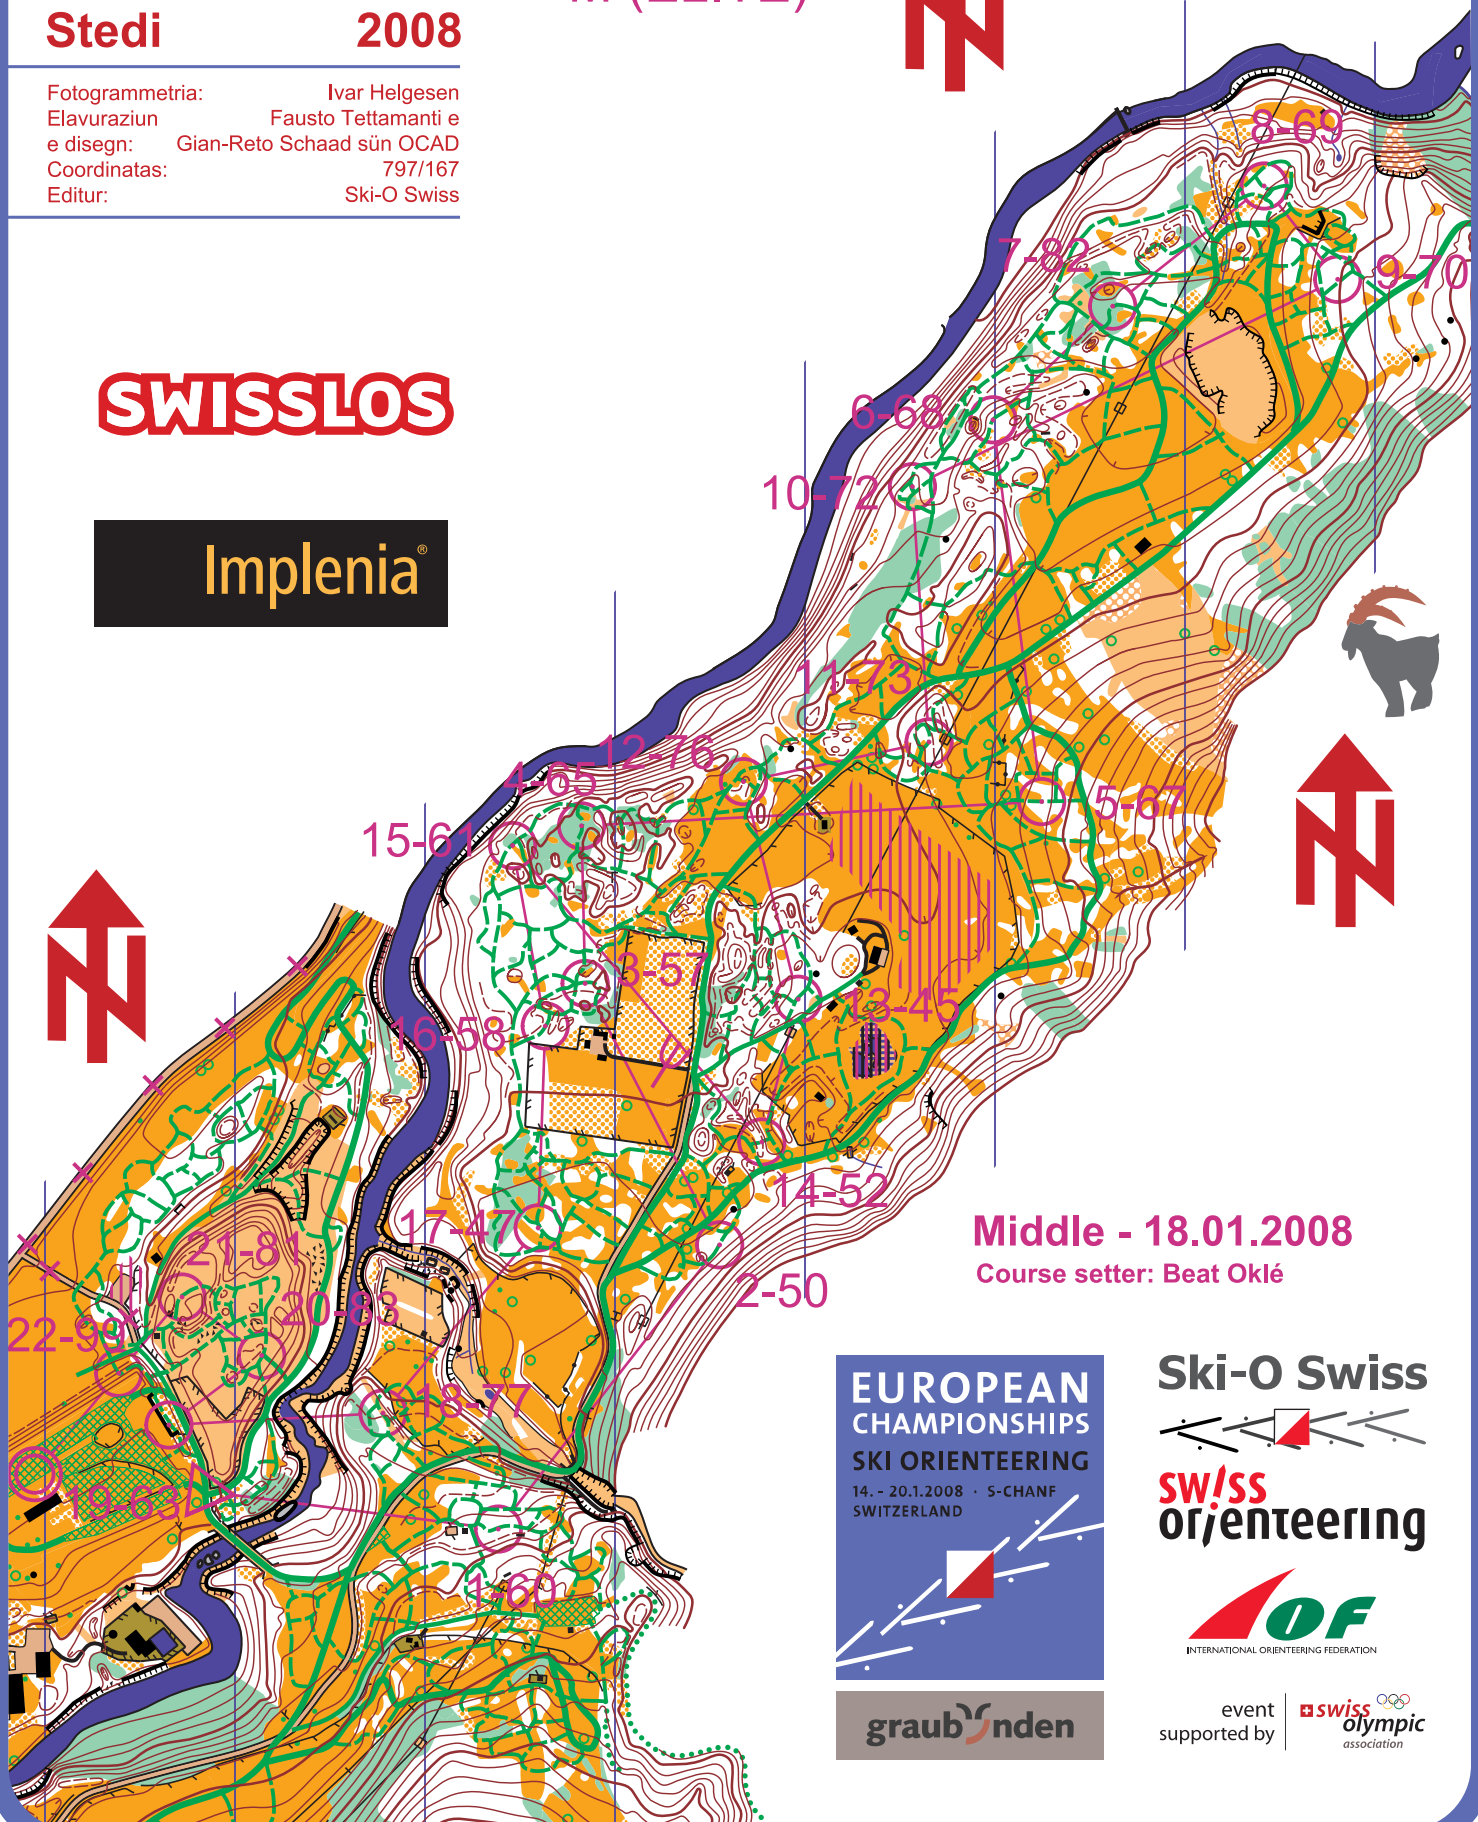 Stedi 2008
Fotogrammetria: Ivar Helgesen
Elavuraziun Fausto Tettamanti e
e disegn: Gian-Reto Schaad sün OCAD
Coordinatas: 797/167
Editur: Ski-O Swiss
N
8-69
7-82
9-70
SWISSLOS
6-68
10-72
Implenia®
11-73
12-76
4-65
5-67
15-61
N
N
3-57
13-45
16-58
14-52
17-47
21-81
2-50
Middle - 18.01.2008
Course setter: Beat Oklé
20-83
22-99
18-77
19-63
1-60
EUROPEAN
CHAMPIONSHIPS
SKI ORIENTEERING
14. - 20.1.2008 · S-CHANF
SWITZERLAND
graubünden
Ski-O Swiss
swiss
orienteering
IOF
INTERNATIONAL ORIENTEERING FEDERATION
event
supported by
swiss
olympic
association